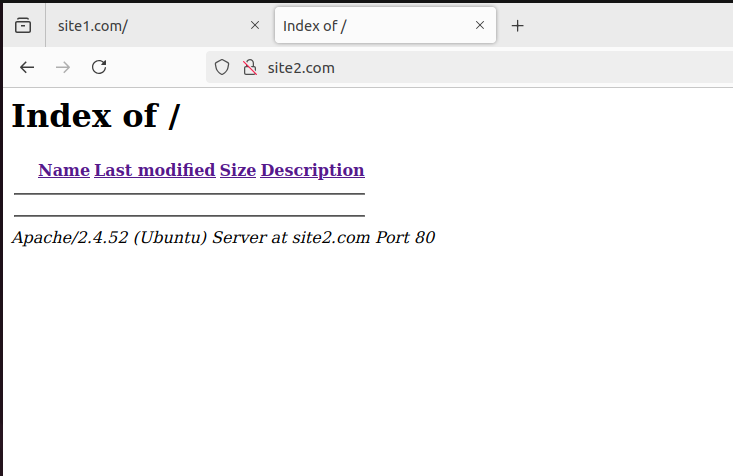 site1.com/
Index of /
site2.com
Index of /
Name Last modified Size Description
Apache/2.4.52 (Ubuntu) Server at site2.com Port 80